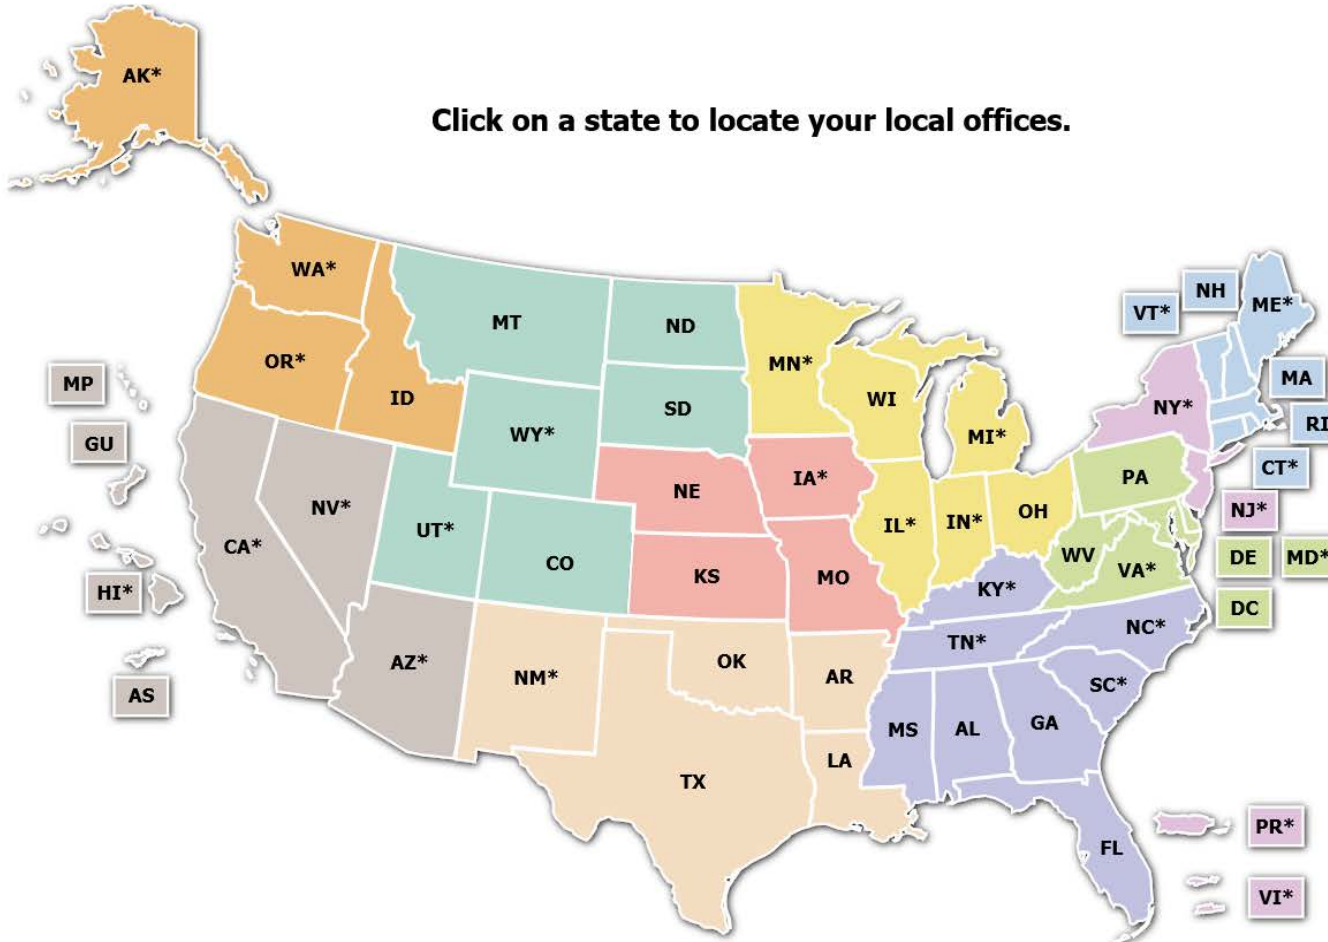 AK*
Click on a state to locate your local offices.
WA*
MT
ND
NH
VT*
ME*
OR*
ID
MN*
WI
MA
MP
SD
NY*
RI
GU
WY*
MI*
CT*
NE
IA*
PA
NV*
UT*
IL*
IN*
OH
NJ*
CA*
CO
KS
MO
WV
VA*
DE
MD*
HI*
KY*
DC
AZ*
NM*
OK
AR
TN*
NC*
AS
SC*
MS
AL
GA
TX
LA
FL
PR*
VI*